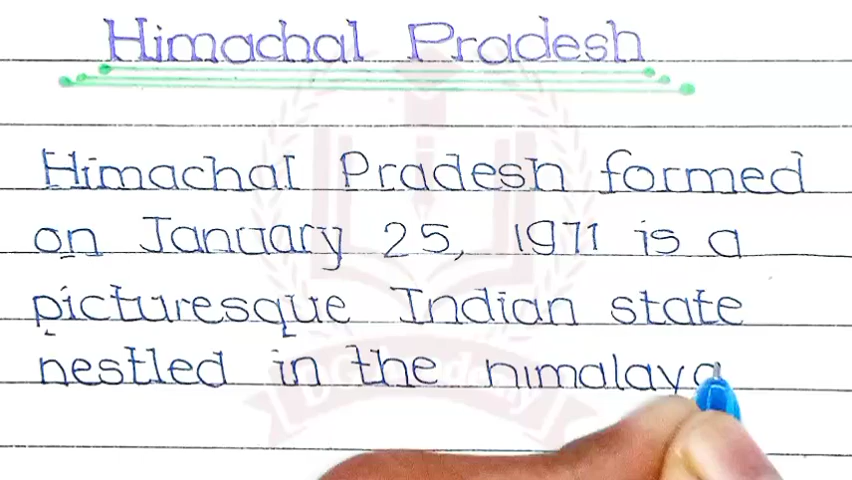 Himachal Pradesh
Himachal Pradesh formed
on January 25, 1971 is a
picturesque Indian state
nestled in the himalaya